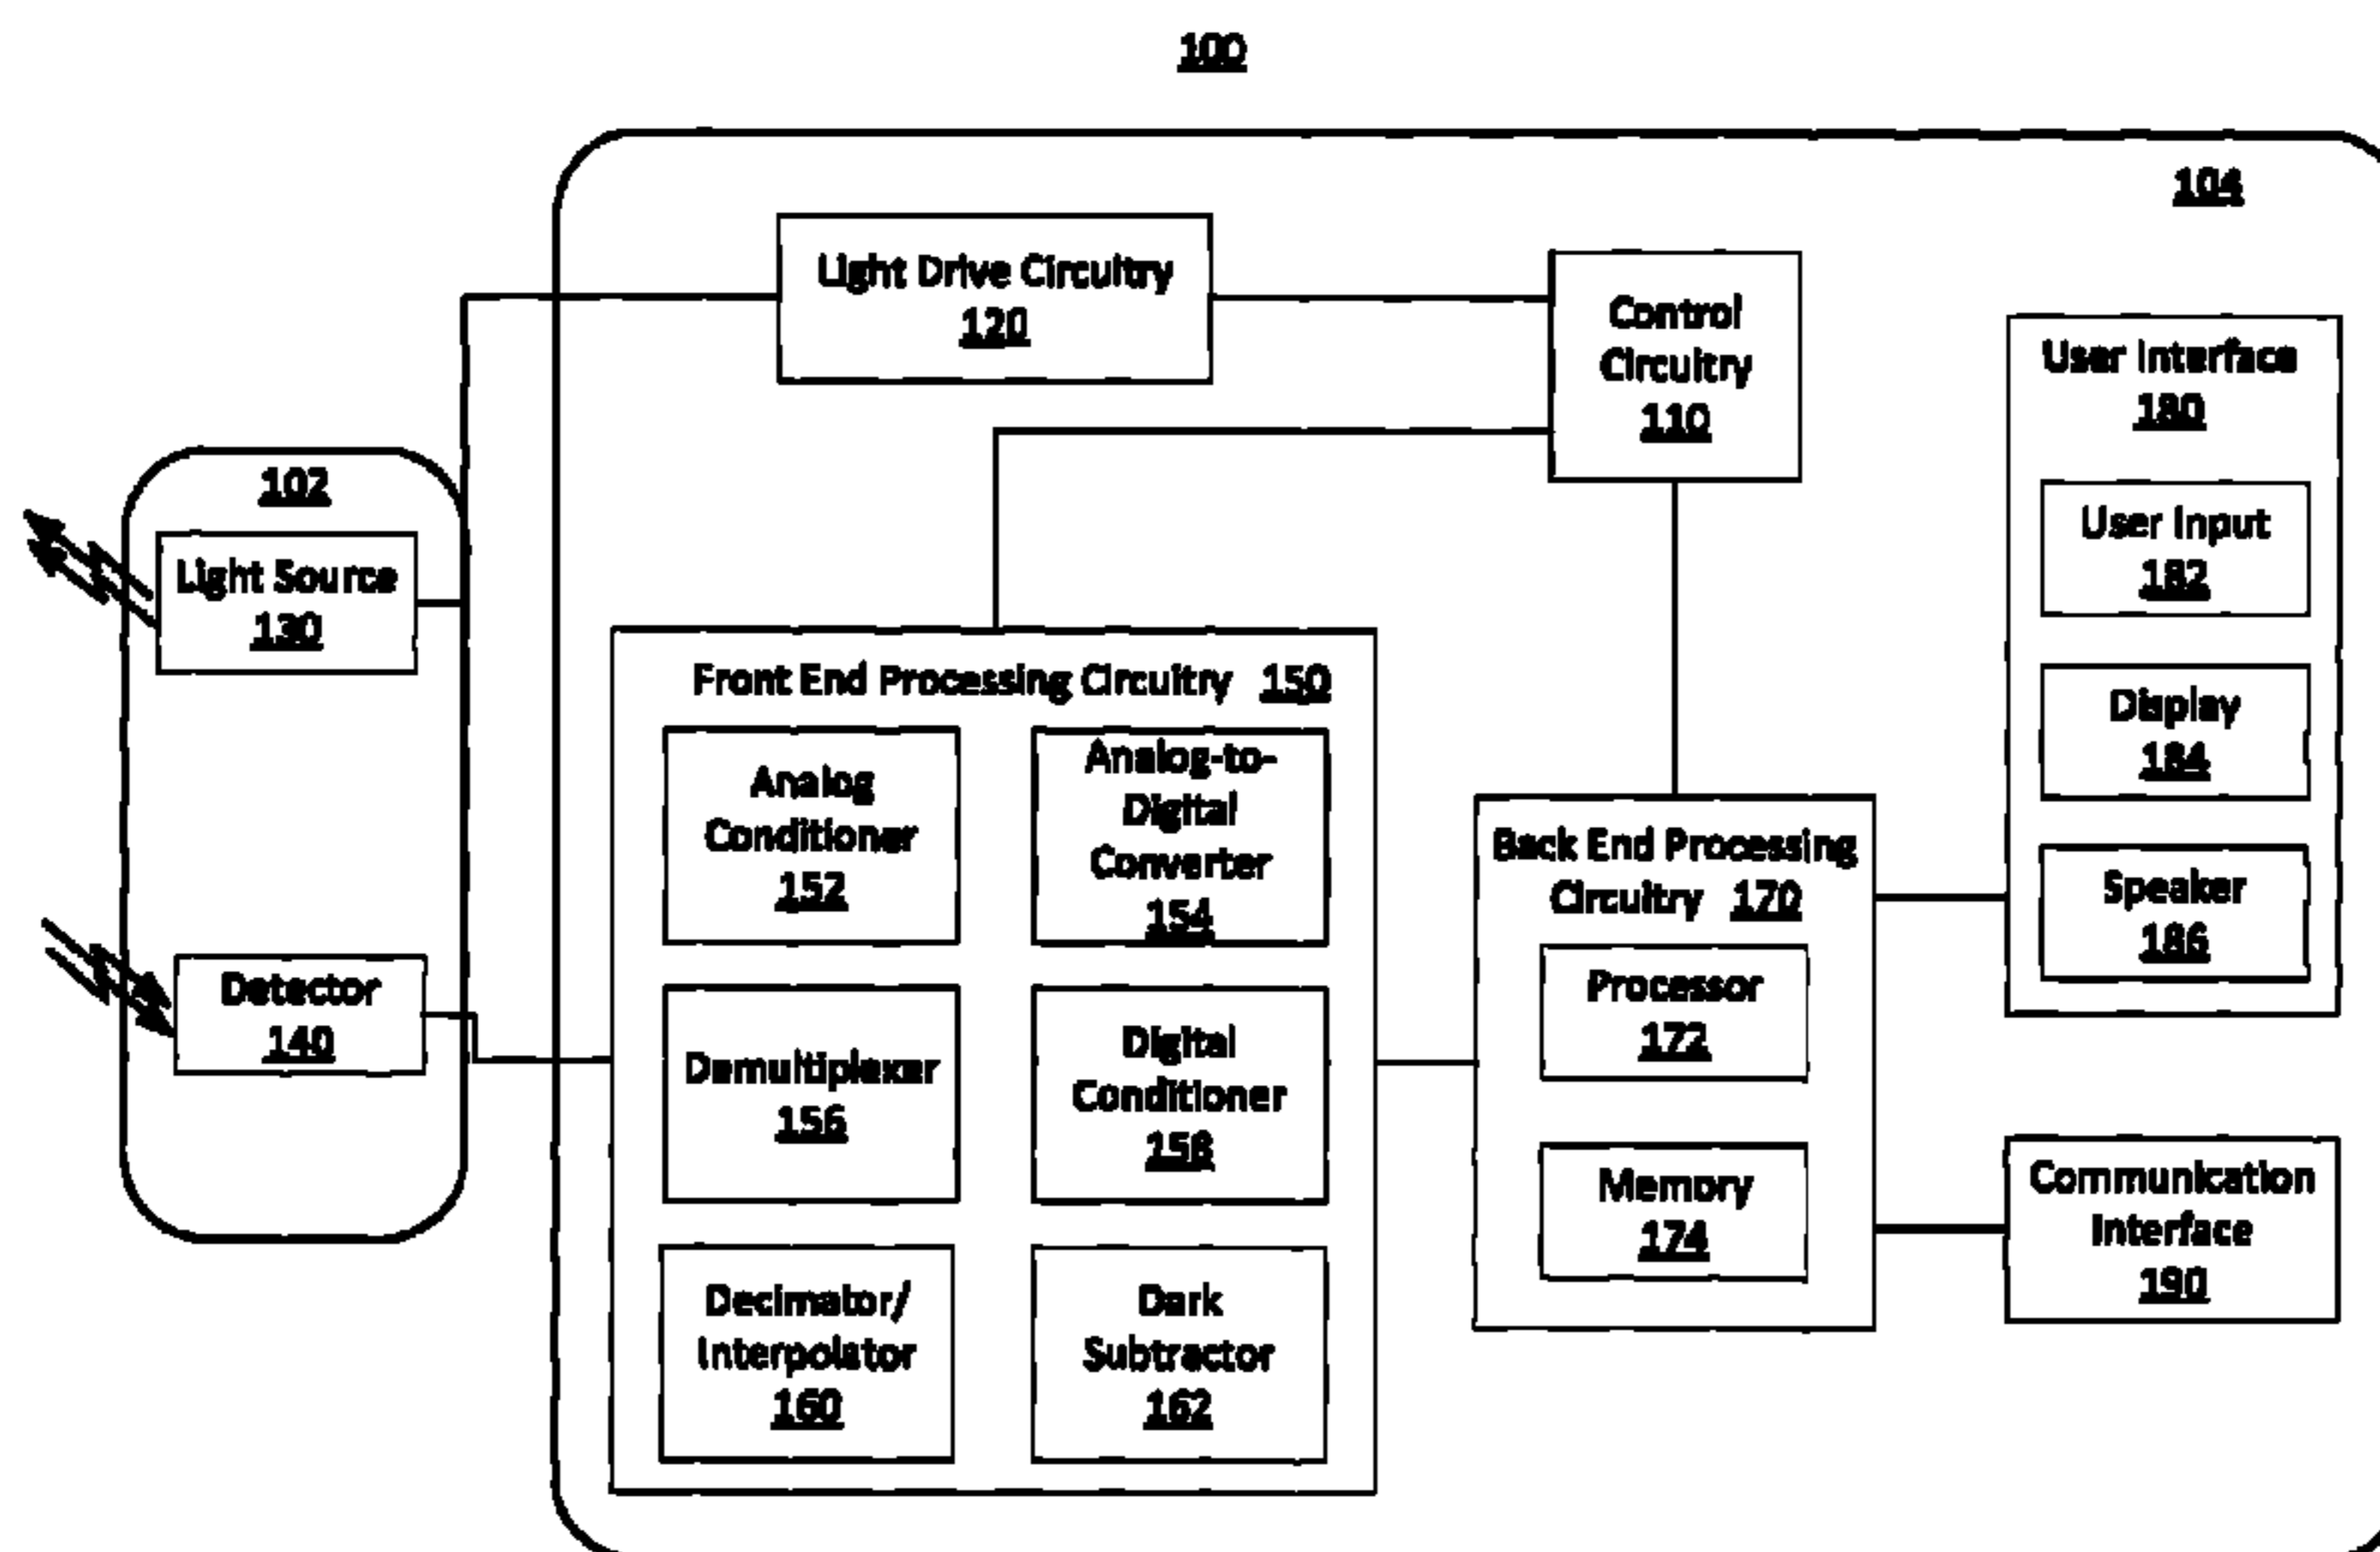 100
104
Light Drive Circuitry
120
Control
Circuitry
110
User Interface
180
User Input
182
Display
184
Speaker
186
102
Light Source
130
Detector
140
Front End Processing Circuitry 150
Analog
Conditioner
152
Analog-to-
Digital
Converter
154
Demultiplexer
156
Digital
Conditioner
158
Decimator/
Interpolator
160
Dark
Subtractor
162
Back End Processing
Circuitry 170
Processor
172
Memory
174
Communication
Interface
190